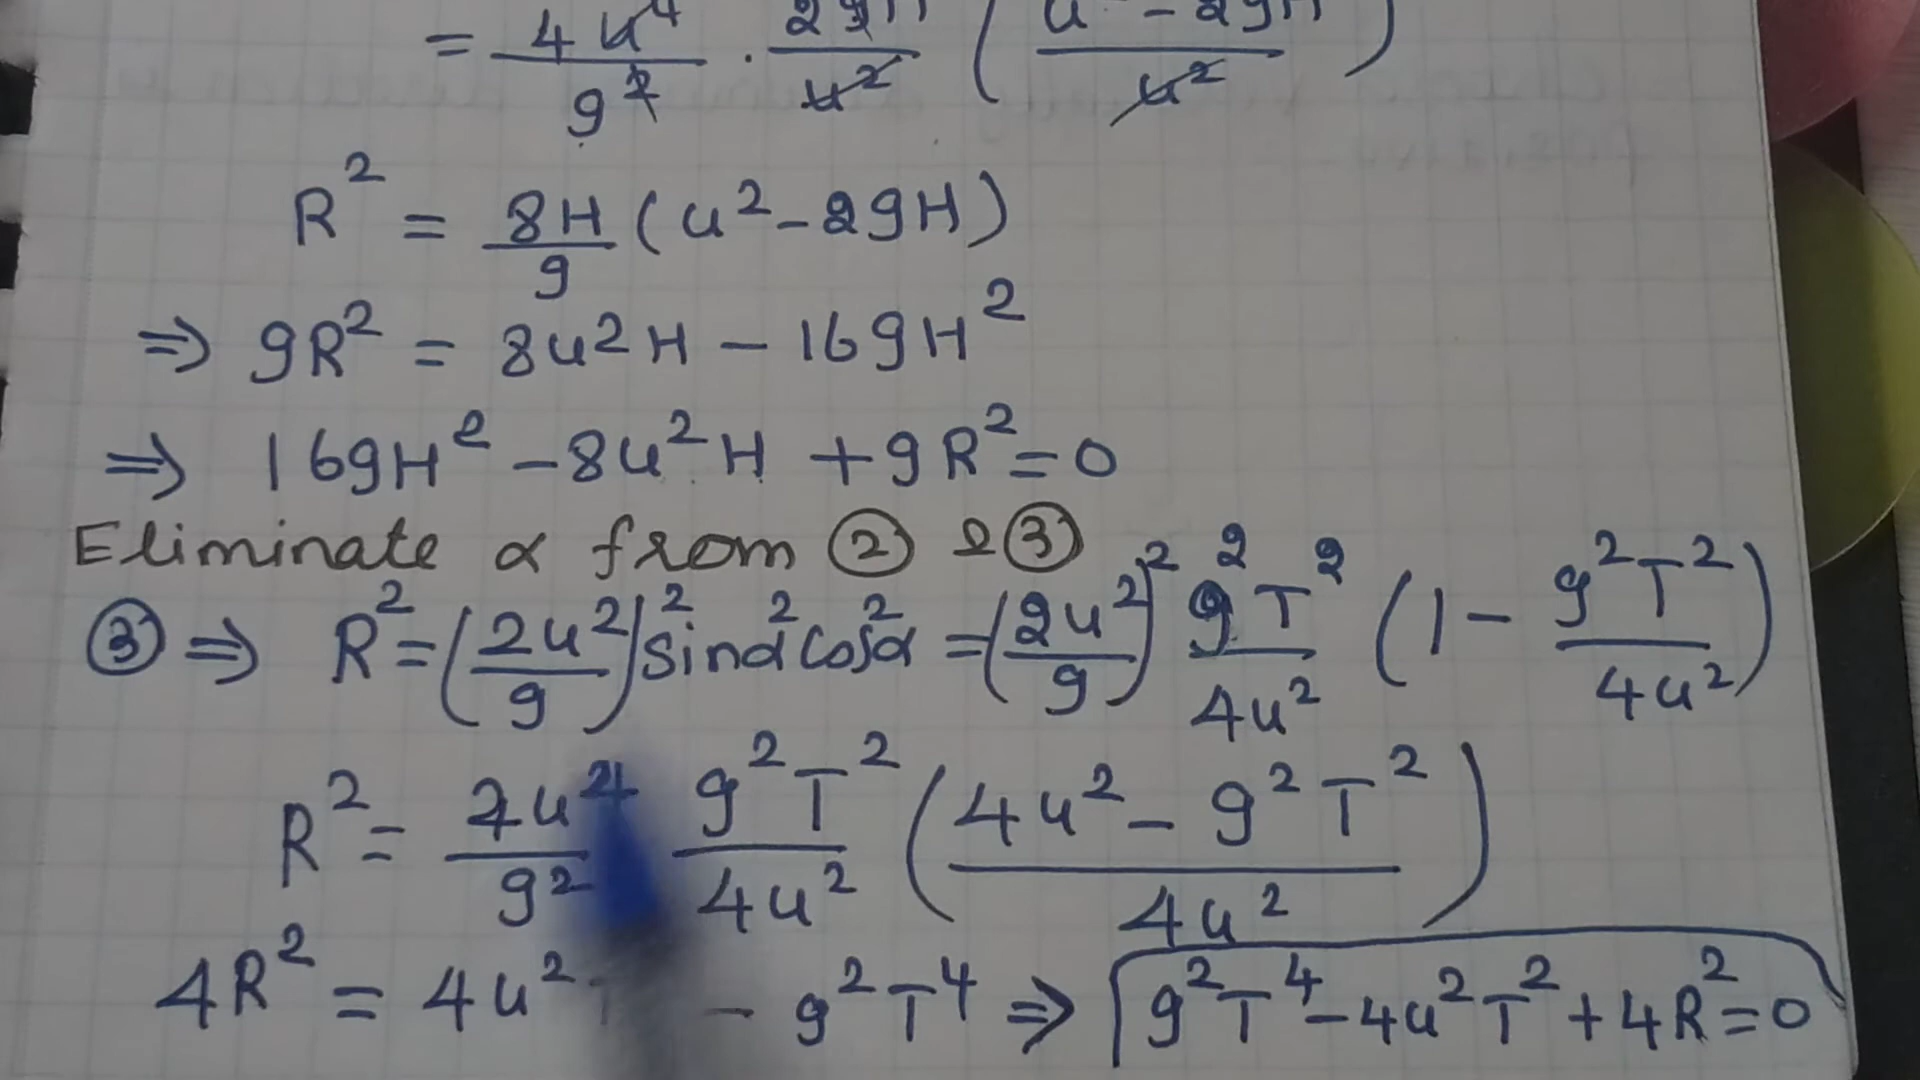 = 4u⁴/g² · 2gH/u² (u² - 2gH / u²)
R² = 8H/g (u² - 2gH)
⇒ gR² = 8u²H - 16gH²
⇒ 16gH² - 8u²H + gR² = 0
Eliminate α from ② & ③
③ ⇒ R² = (2u²/g)² sin²α cos²α = (2u²/g)² g²T²/4u² (1 - g²T²/4u²)
R² = u⁴/g² g²T²/4u² (4u² - g²T² / 4u²)
4R² = 4u² T - g²T⁴ ⇒ g²T⁴ - 4u²T² + 4R² = 0